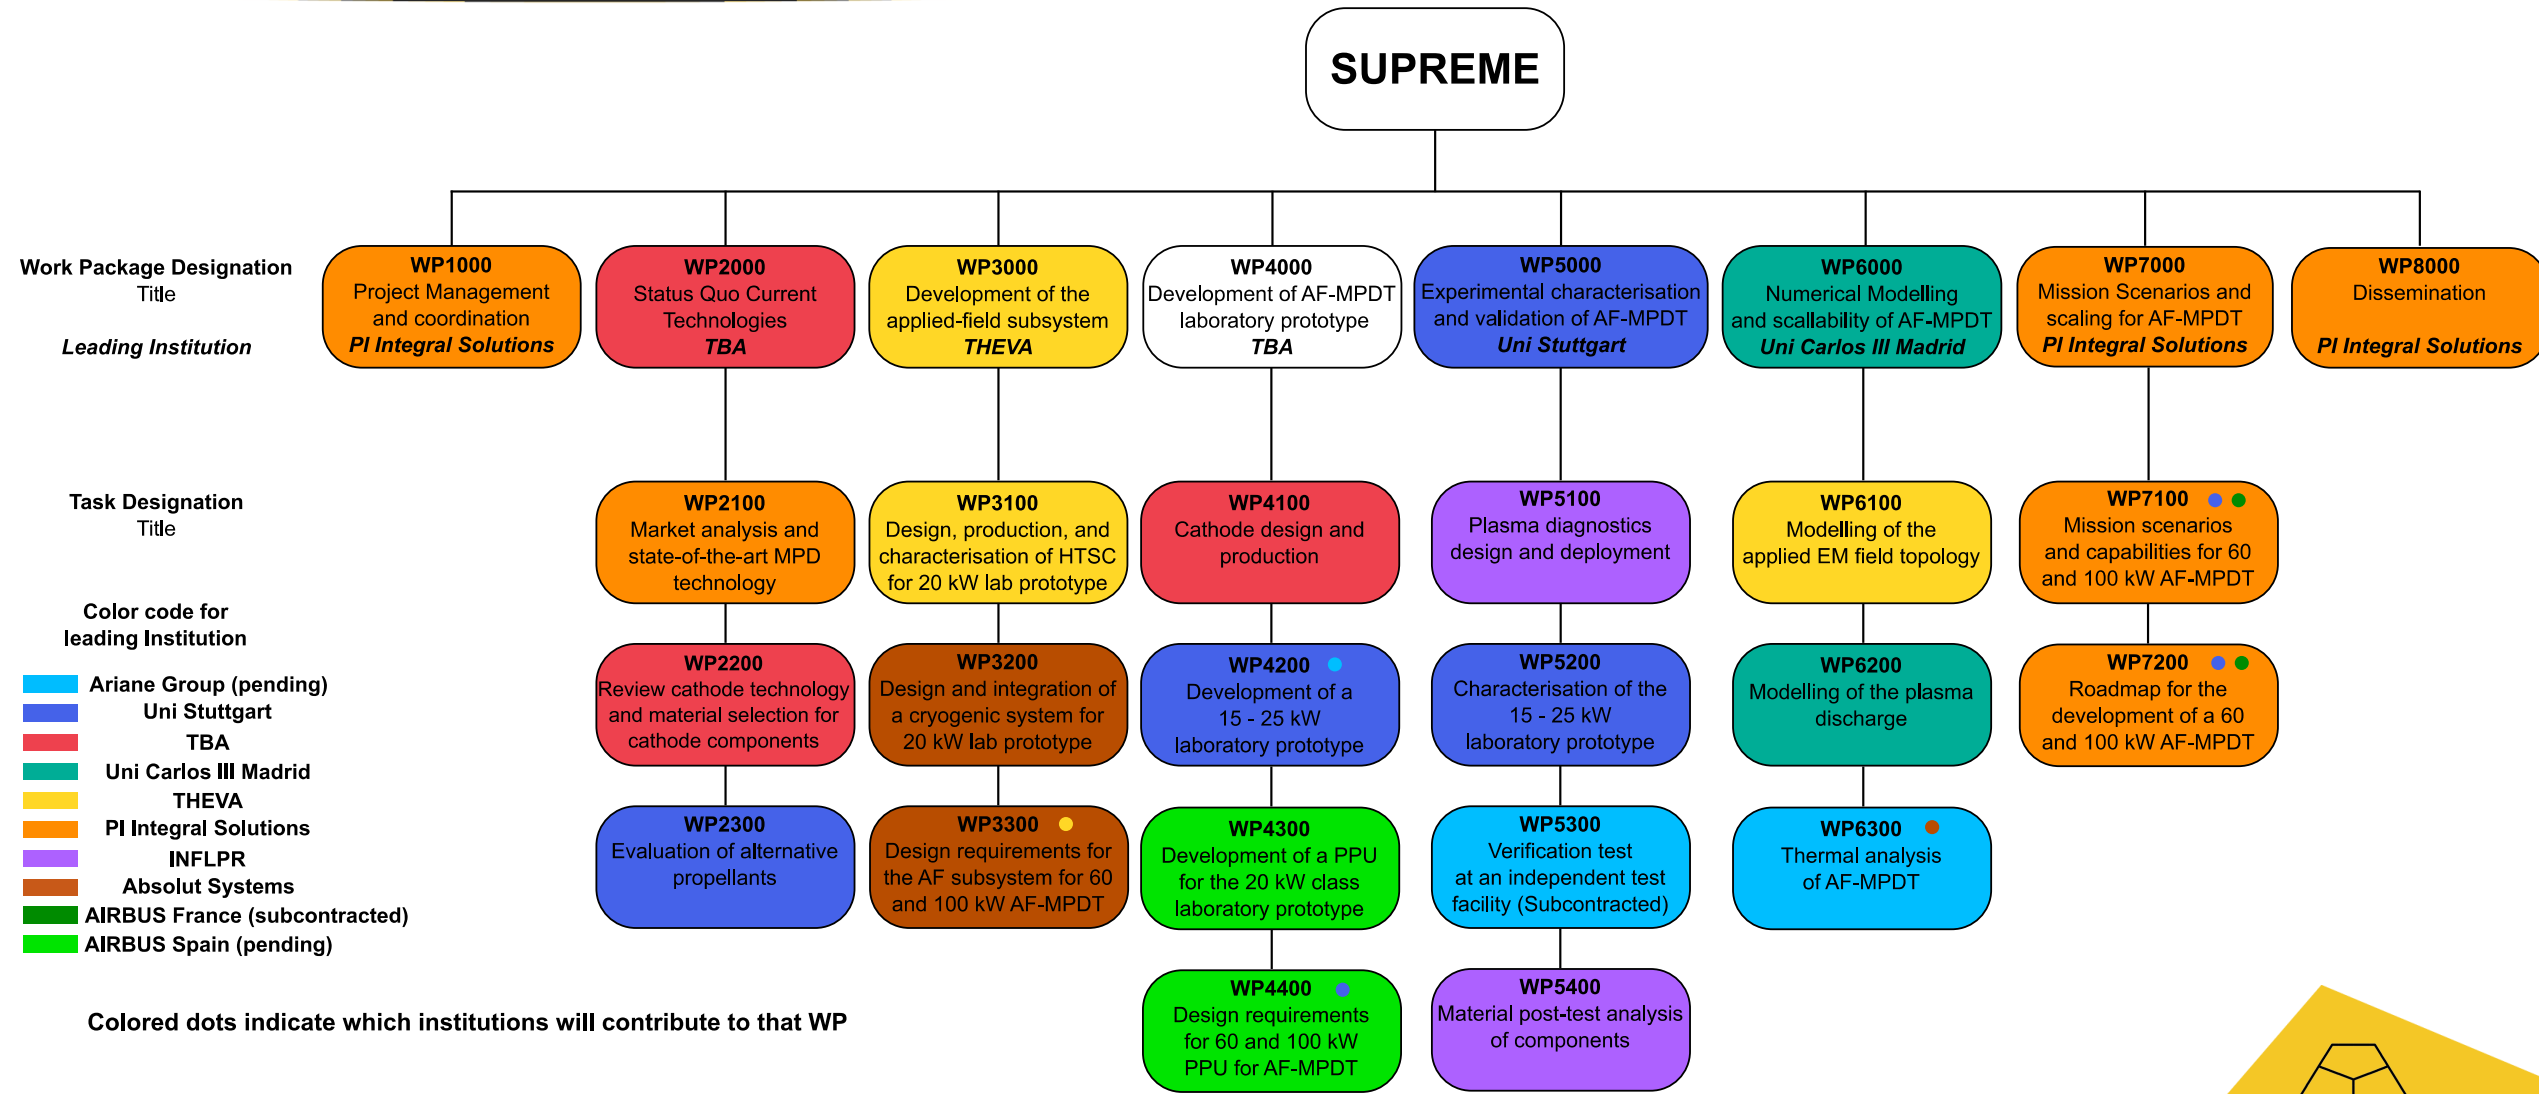 SUPREME
Work Package Designation
Title
Leading Institution
WP1000
Project Management
and coordination
PI Integral Solutions
WP2000
Status Quo Current
Technologies
TBA
WP3000
Development of the
applied-field subsystem
THEVA
WP4000
Development of AF-MPDT
laboratory prototype
TBA
WP5000
Experimental characterisation
and validation of AF-MPDT
Uni Stuttgart
WP6000
Numerical Modelling
and scallability of AF-MPDT
Uni Carlos III Madrid
WP7000
Mission Scenarios and
scaling for AF-MPDT
PI Integral Solutions
WP8000
Dissemination
PI Integral Solutions
Task Designation
Title
WP2100
Market analysis and
state-of-the-art MPD
technology
WP3100
Design, production, and
characterisation of HTSC
for 20 kW lab prototype
WP4100
Cathode design and
production
WP5100
Plasma diagnostics
design and deployment
WP6100
Modelling of the
applied EM field topology
WP7100
Mission scenarios
and capabilities for 60
and 100 kW AF-MPDT
WP2200
Review cathode technology
and material selection for
cathode components
WP3200
Design and integration of
a cryogenic system for
20 kW lab prototype
WP4200
Development of a
15 - 25 kW
laboratory prototype
WP5200
Characterisation of the
15 - 25 kW
laboratory prototype
WP6200
Modelling of the plasma
discharge
WP7200
Roadmap for the
development of a 60
and 100 kW AF-MPDT
WP2300
Evaluation of alternative
propellants
WP3300
Design requirements for
the AF subsystem for 60
and 100 kW AF-MPDT
WP4300
Development of a PPU
for the 20 kW class
laboratory prototype
WP5300
Verification test
at an independent test
facility (Subcontracted)
WP6300
Thermal analysis
of AF-MPDT
WP4400
Design requirements
for 60 and 100 kW
PPU for AF-MPDT
WP5400
Material post-test analysis
of components
Color code for
leading Institution
Ariane Group (pending)
Uni Stuttgart
TBA
Uni Carlos III Madrid
THEVA
PI Integral Solutions
INFLPR
Absolut Systems
AIRBUS France (subcontracted)
AIRBUS Spain (pending)
Colored dots indicate which institutions will contribute to that WP